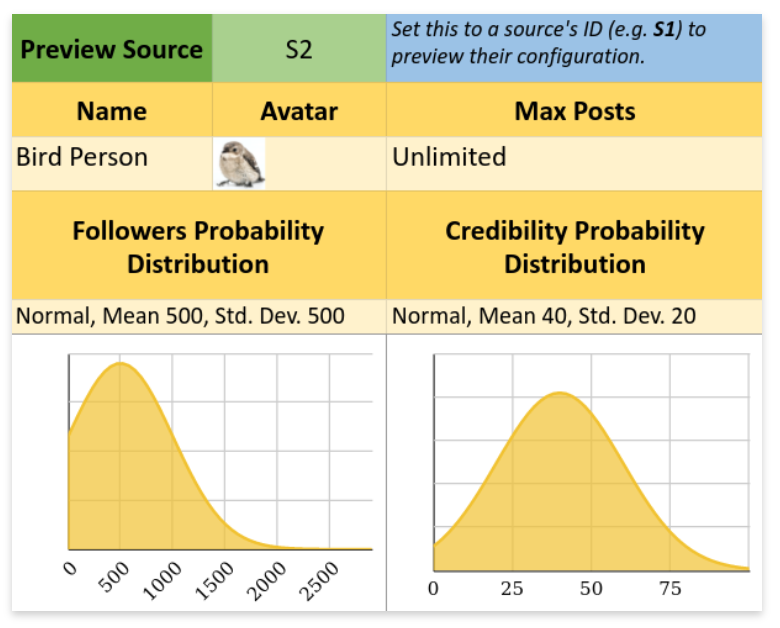 Preview Source
S2
Set this to a source's ID (e.g. S1) to
preview their configuration.
Name
Avatar
Max Posts
Bird Person
Unlimited
Followers Probability
Distribution
Credibility Probability
Distribution
Normal, Mean 500, Std. Dev. 500
Normal, Mean 40, Std. Dev. 20
0
500
1000
1500
2000
2500
0
25
50
75